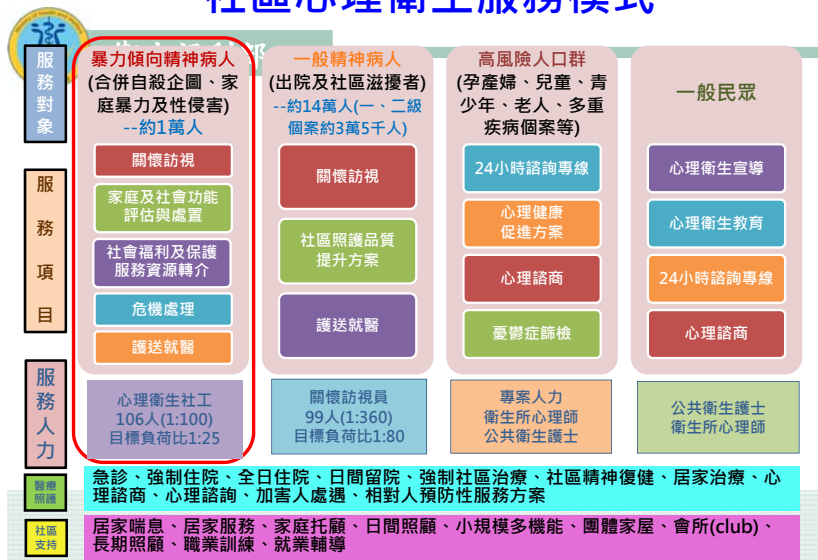 社區心理衛生服務模式
服務對象
暴力傾向精神病人
(合併自殺企圖、家
庭暴力及性侵害)
--約1萬人
一般精神病人
(出院及社區滋擾者)
--約14萬人(一、二級
個案約3萬5千人)
高風險人口群
(孕產婦、兒童、青
少年、老人、多重
疾病個案等)
一般民眾
服務項目
關懷訪視
家庭及社會功能
評估與處置
社會福利及保護
服務資源轉介
危機處理
護送就醫
關懷訪視
社區照護品質
提升方案
護送就醫
24小時諮詢專線
心理健康
促進方案
心理諮商
憂鬱症篩檢
心理衛生宣導
心理衛生教育
24小時諮詢專線
心理諮商
服務人力
心理衛生社工
106人(1:100)
目標負荷比1:25
關懷訪視員
99人(1:360)
目標負荷比1:80
專案人力
衛生所心理師
公共衛生護士
公共衛生護士
衛生所心理師
醫療
照護
急診、強制住院、全日住院、日間留院、強制社區治療、社區精神復健、居家治療、心
理諮商、心理諮詢、加害人處遇、相對人預防性服務方案
社區
支持
居家喘息、居家服務、家庭托顧、日間照顧、小規模多機能、團體家屋、會所(club)、
長期照顧、職業訓練、就業輔導